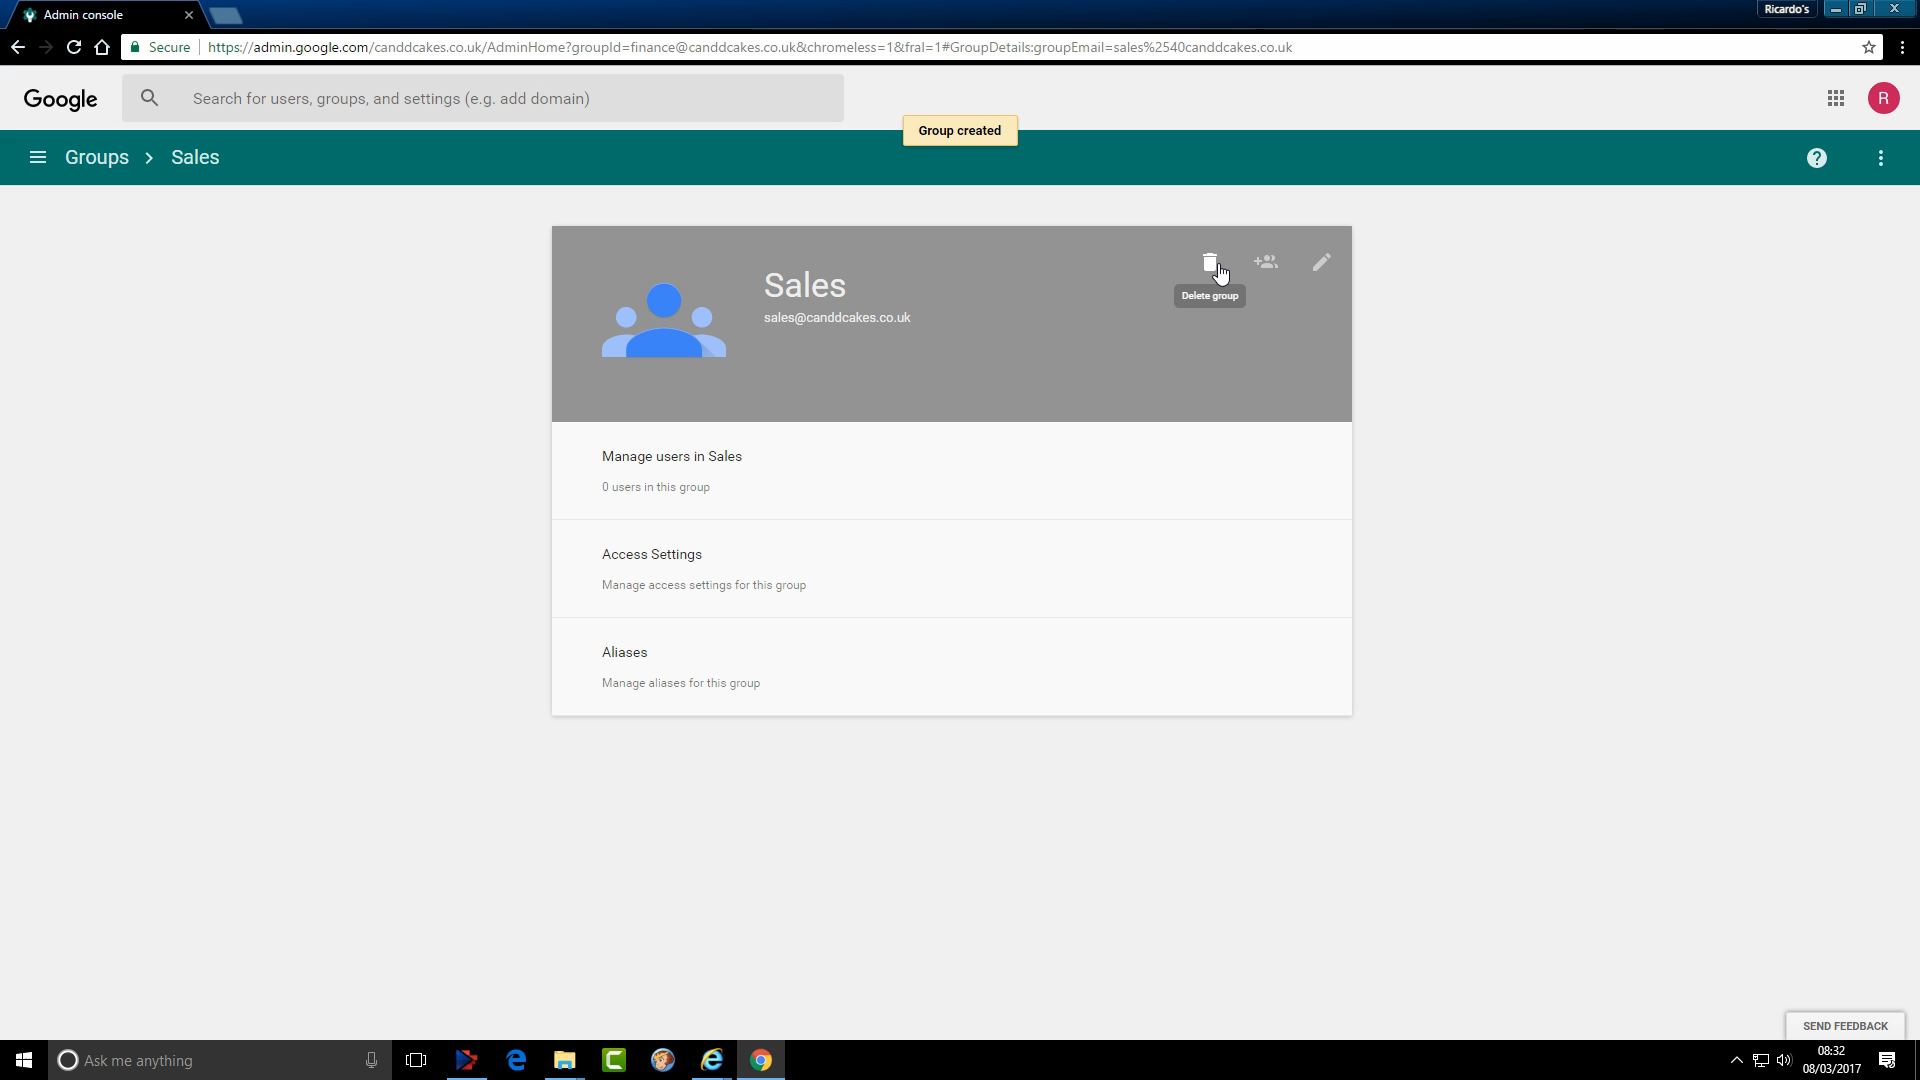 Admin console
Ricardo's
Secure
https://admin.google.com/canddcakes.co.uk/AdminHome?groupId=finance@canddcakes.co.uk&chromeless=1&fral=1#GroupDetails:groupEmail=sales%2540canddcakes.co.uk
Google
Search for users, groups, and settings (e.g. add domain)
R
Group created
Groups > Sales
Sales
sales@canddcakes.co.uk
Delete group
Manage users in Sales
0 users in this group
Access Settings
Manage access settings for this group
Aliases
Manage aliases for this group
SEND FEEDBACK
Ask me anything
08:32
08/03/2017